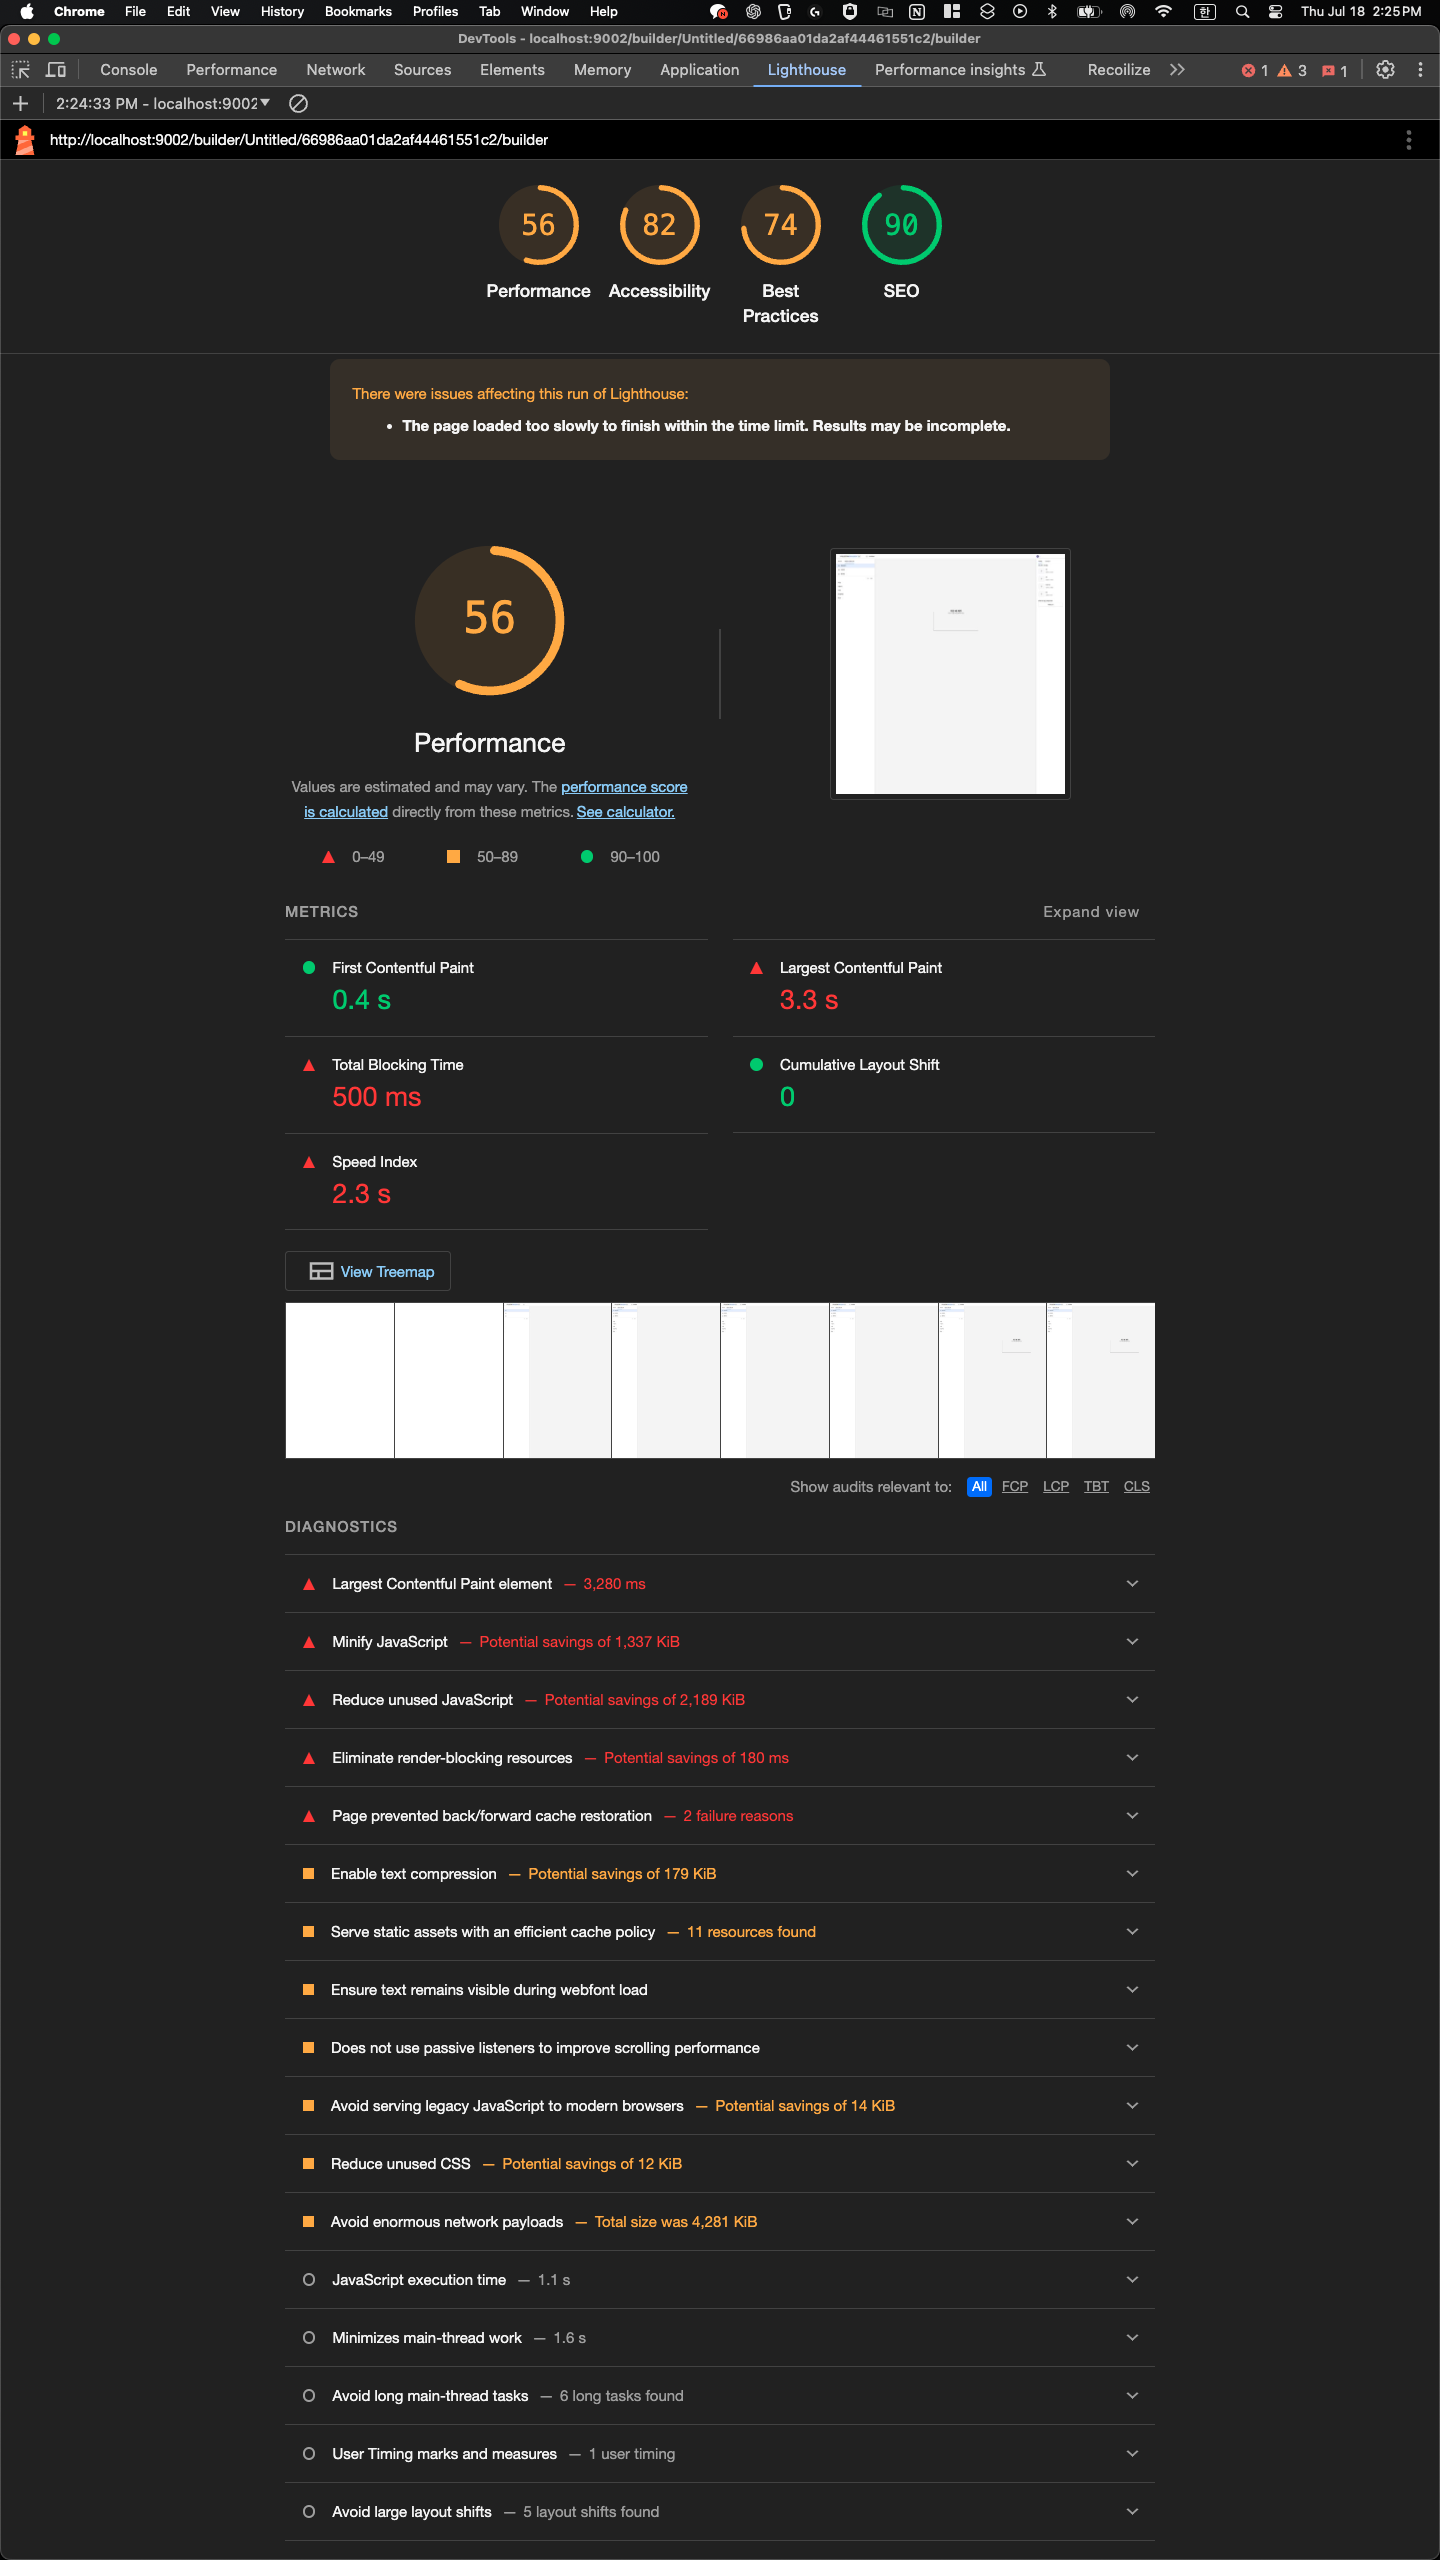 Chrome File Edit View History Bookmarks Profiles Tab Window Help 한 Thu Jul 18 2:25 PM
DevTools - localhost:9002/builder/Untitled/66986aa01da2af44461551c2/builder
Console Performance Network Sources Elements Memory Application Lighthouse Performance insights Recoilize 1 3 1
2:24:33 PM - localhost:9002
http://localhost:9002/builder/Untitled/66986aa01da2af44461551c2/builder
56 82 74 90
Performance Accessibility Best Practices SEO
There were issues affecting this run of Lighthouse:
• The page loaded too slowly to finish within the time limit. Results may be incomplete.
56
Performance
Values are estimated and may vary. The performance score
is calculated directly from these metrics. See calculator.
0–49 50–89 90–100
METRICS Expand view
First Contentful Paint
0.4 s
Largest Contentful Paint
3.3 s
Total Blocking Time
500 ms
Cumulative Layout Shift
0
Speed Index
2.3 s
View Treemap
Show audits relevant to: All FCP LCP TBT CLS
DIAGNOSTICS
Largest Contentful Paint element — 3,280 ms
Minify JavaScript — Potential savings of 1,337 KiB
Reduce unused JavaScript — Potential savings of 2,189 KiB
Eliminate render-blocking resources — Potential savings of 180 ms
Page prevented back/forward cache restoration — 2 failure reasons
Enable text compression — Potential savings of 179 KiB
Serve static assets with an efficient cache policy — 11 resources found
Ensure text remains visible during webfont load
Does not use passive listeners to improve scrolling performance
Avoid serving legacy JavaScript to modern browsers — Potential savings of 14 KiB
Reduce unused CSS — Potential savings of 12 KiB
Avoid enormous network payloads — Total size was 4,281 KiB
JavaScript execution time — 1.1 s
Minimizes main-thread work — 1.6 s
Avoid long main-thread tasks — 6 long tasks found
User Timing marks and measures — 1 user timing
Avoid large layout shifts — 5 layout shifts found